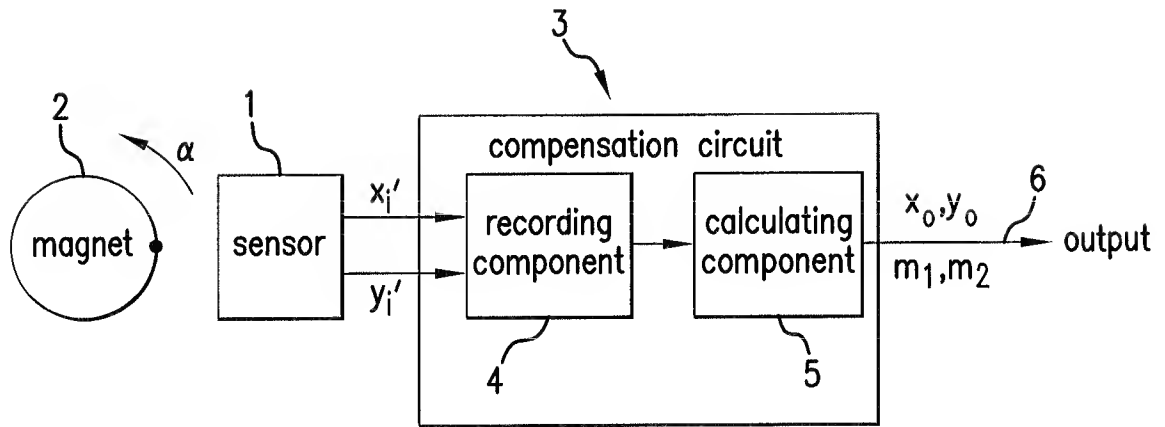 3
2
α
1
compensation circuit
magnet
sensor
xᵢ′
yᵢ′
recording
component
calculating
component
x₀,y₀
m₁,m₂
6
output
4
5